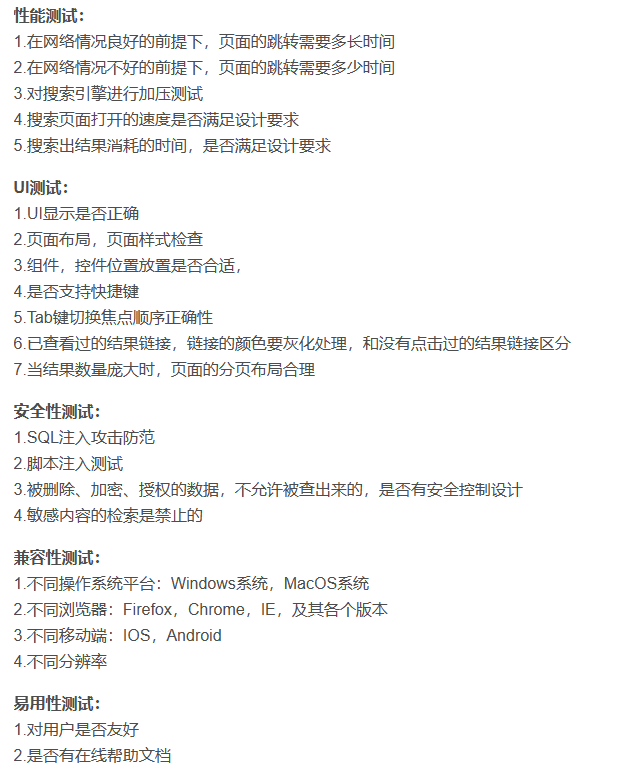 性能测试：
1.在网络情况良好的前提下，页面的跳转需要多长时间
2.在网络情况不好的前提下，页面的跳转需要多少时间
3.对搜索引擎进行加压测试
4.搜索页面打开的速度是否满足设计要求
5.搜索出结果消耗的时间，是否满足设计要求
UI测试：
1.UI显示是否正确
2.页面布局，页面样式检查
3.组件，控件位置放置是否合适，
4.是否支持快捷键
5.Tab键切换焦点顺序正确性
6.已查看过的结果链接，链接的颜色要灰化处理，和没有点击过的结果链接区分
7.当结果数量庞大时，页面的分页布局合理
安全性测试：
1.SQL注入攻击防范
2.脚本注入测试
3.被删除、加密、授权的数据，不允许被查出来的，是否有安全控制设计
4.敏感内容的检索是禁止的
兼容性测试：
1.不同操作系统平台：Windows系统，MacOS系统
2.不同浏览器：Firefox，Chrome，IE，及其各个版本
3.不同移动端：IOS，Android
4.不同分辨率
易用性测试：
1.对用户是否友好
2.是否有在线帮助文档